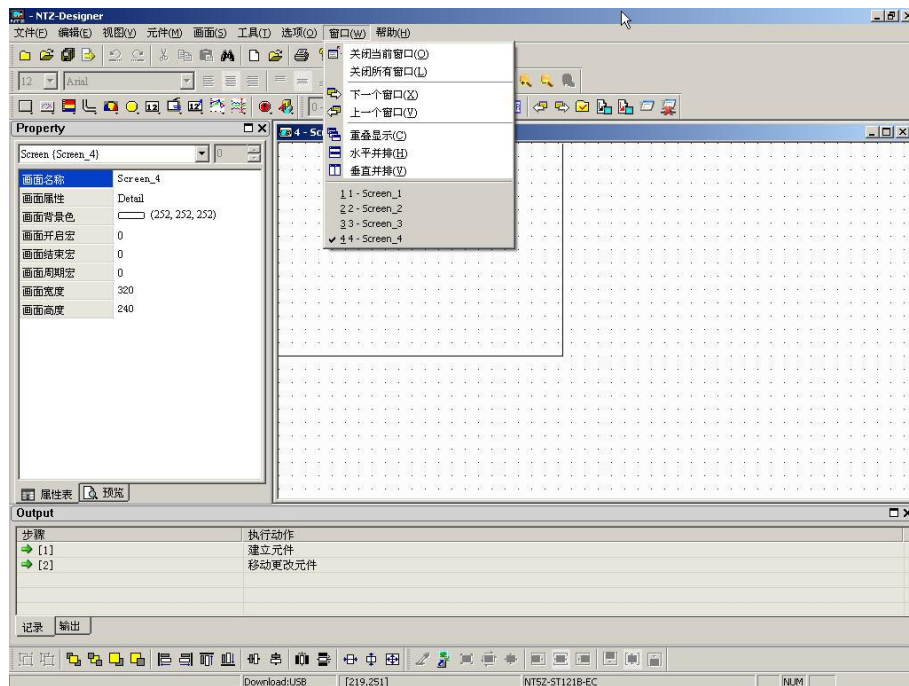 - NTZ-Designer
文件(F) 编辑(E) 视图(V) 元件(M) 画面(S) 工具(T) 选项(O) 窗口(W) 帮助(H)
12 Arial
关闭当前窗口(O)
关闭所有窗口(L)
下一个窗口(X)
上一个窗口(V)
重叠显示(C)
水平并排(H)
垂直并排(V)
1 1 - Screen_1
2 2 - Screen_2
3 3 - Screen_3
4 4 - Screen_4
Property
Screen {Screen_4} 0
画面名称 Screen_4
画面属性 Detail
画面背景色 (252, 252, 252)
画面开启宏 0
画面结束宏 0
画面周期宏 0
画面宽度 320
画面高度 240
属性表 预览
4 - Sc
Output
步骤 执行动作
[1] 建立元件
[2] 移动更改元件
记录 输出
Download:USB [219,251] NT5Z-ST121B-EC NUM